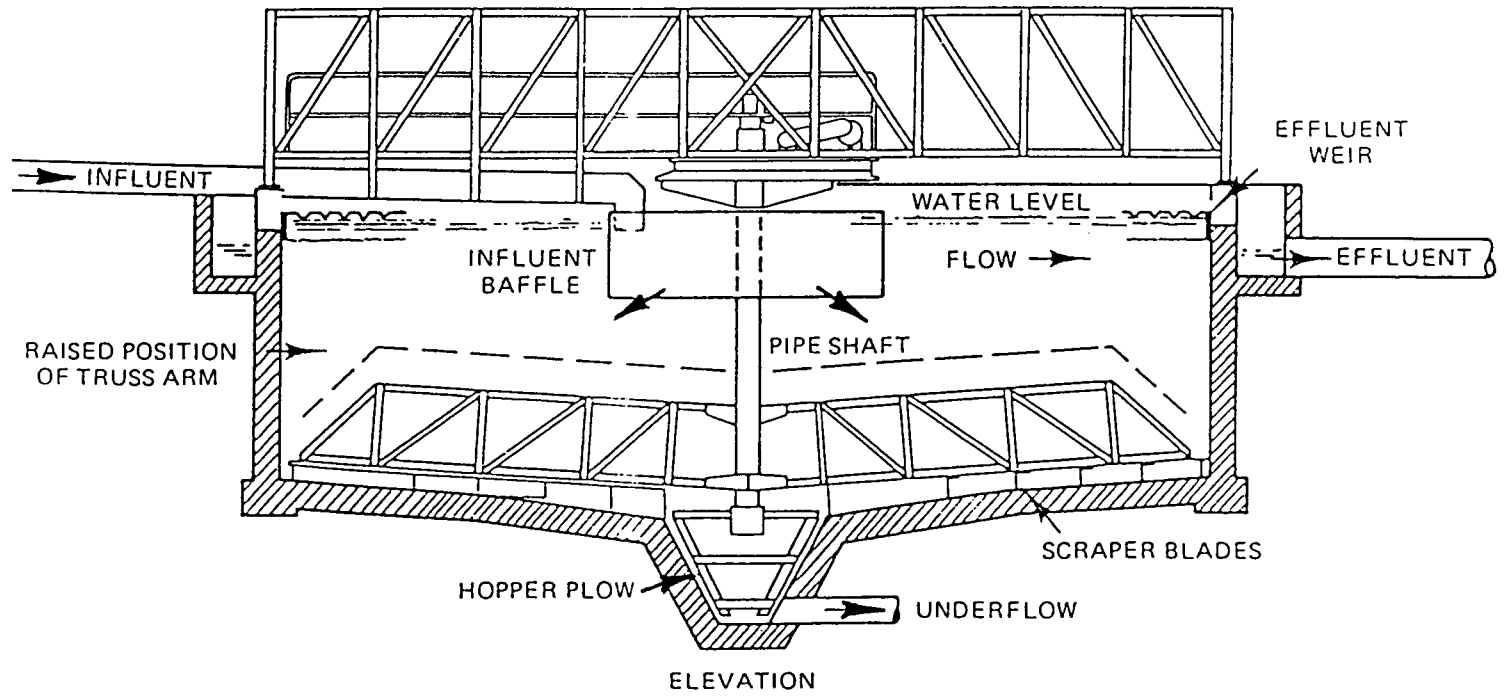 EFFLUENT
WEIR
INFLUENT
WATER LEVEL
INFLUENT
BAFFLE
FLOW
EFFLUENT
RAISED POSITION
OF TRUSS ARM
PIPE SHAFT
SCRAPER BLADES
HOPPER PLOW
UNDERFLOW
ELEVATION